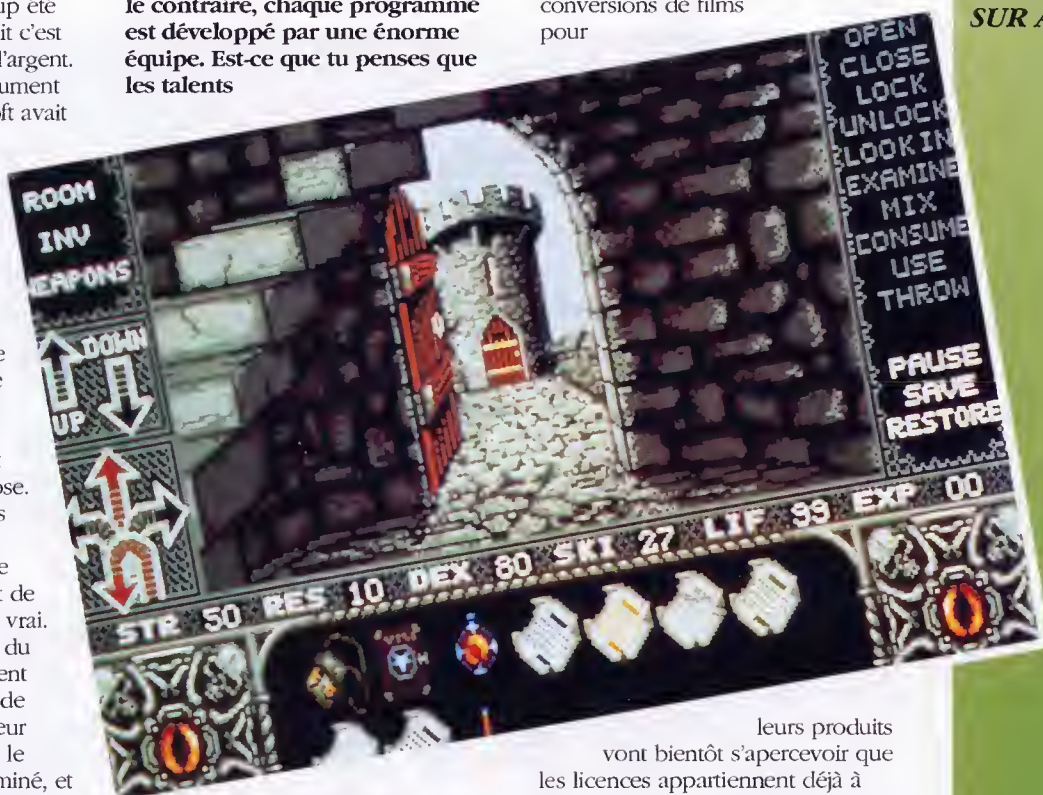 up été
it c'est
l'argent.
ument
oft avait
e
ose.
s
e
t de
vrai.
du
ent
de
eur
le
miné, et
le contraire, chaque programme
est développé par une énorme
équipe. Est-ce que tu penses que
les talents
conversions de films
pour
SUR A
ROOM
INV
WEAPONS
UP
DOWN
OPEN
CLOSE
LOCK
UNLOCK
LOOK IN
EXAMINE
MIX
CONSUME
USE
THROW
PAUSE
SAVE
RESTORE
STR 50 RES 10 DEX 80 SKI 27 LIF 99 EXP 00
leurs produits
vont bientôt s'apercevoir que
les licences appartiennent déjà à